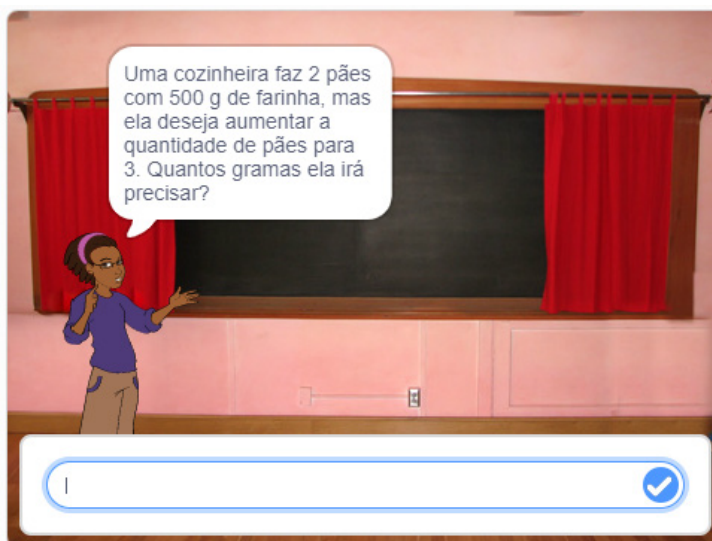 Uma cozinheira faz 2 pães
com 500 g de farinha, mas
ela deseja aumentar a
quantidade de pães para
3. Quantos gramas ela irá
precisar?